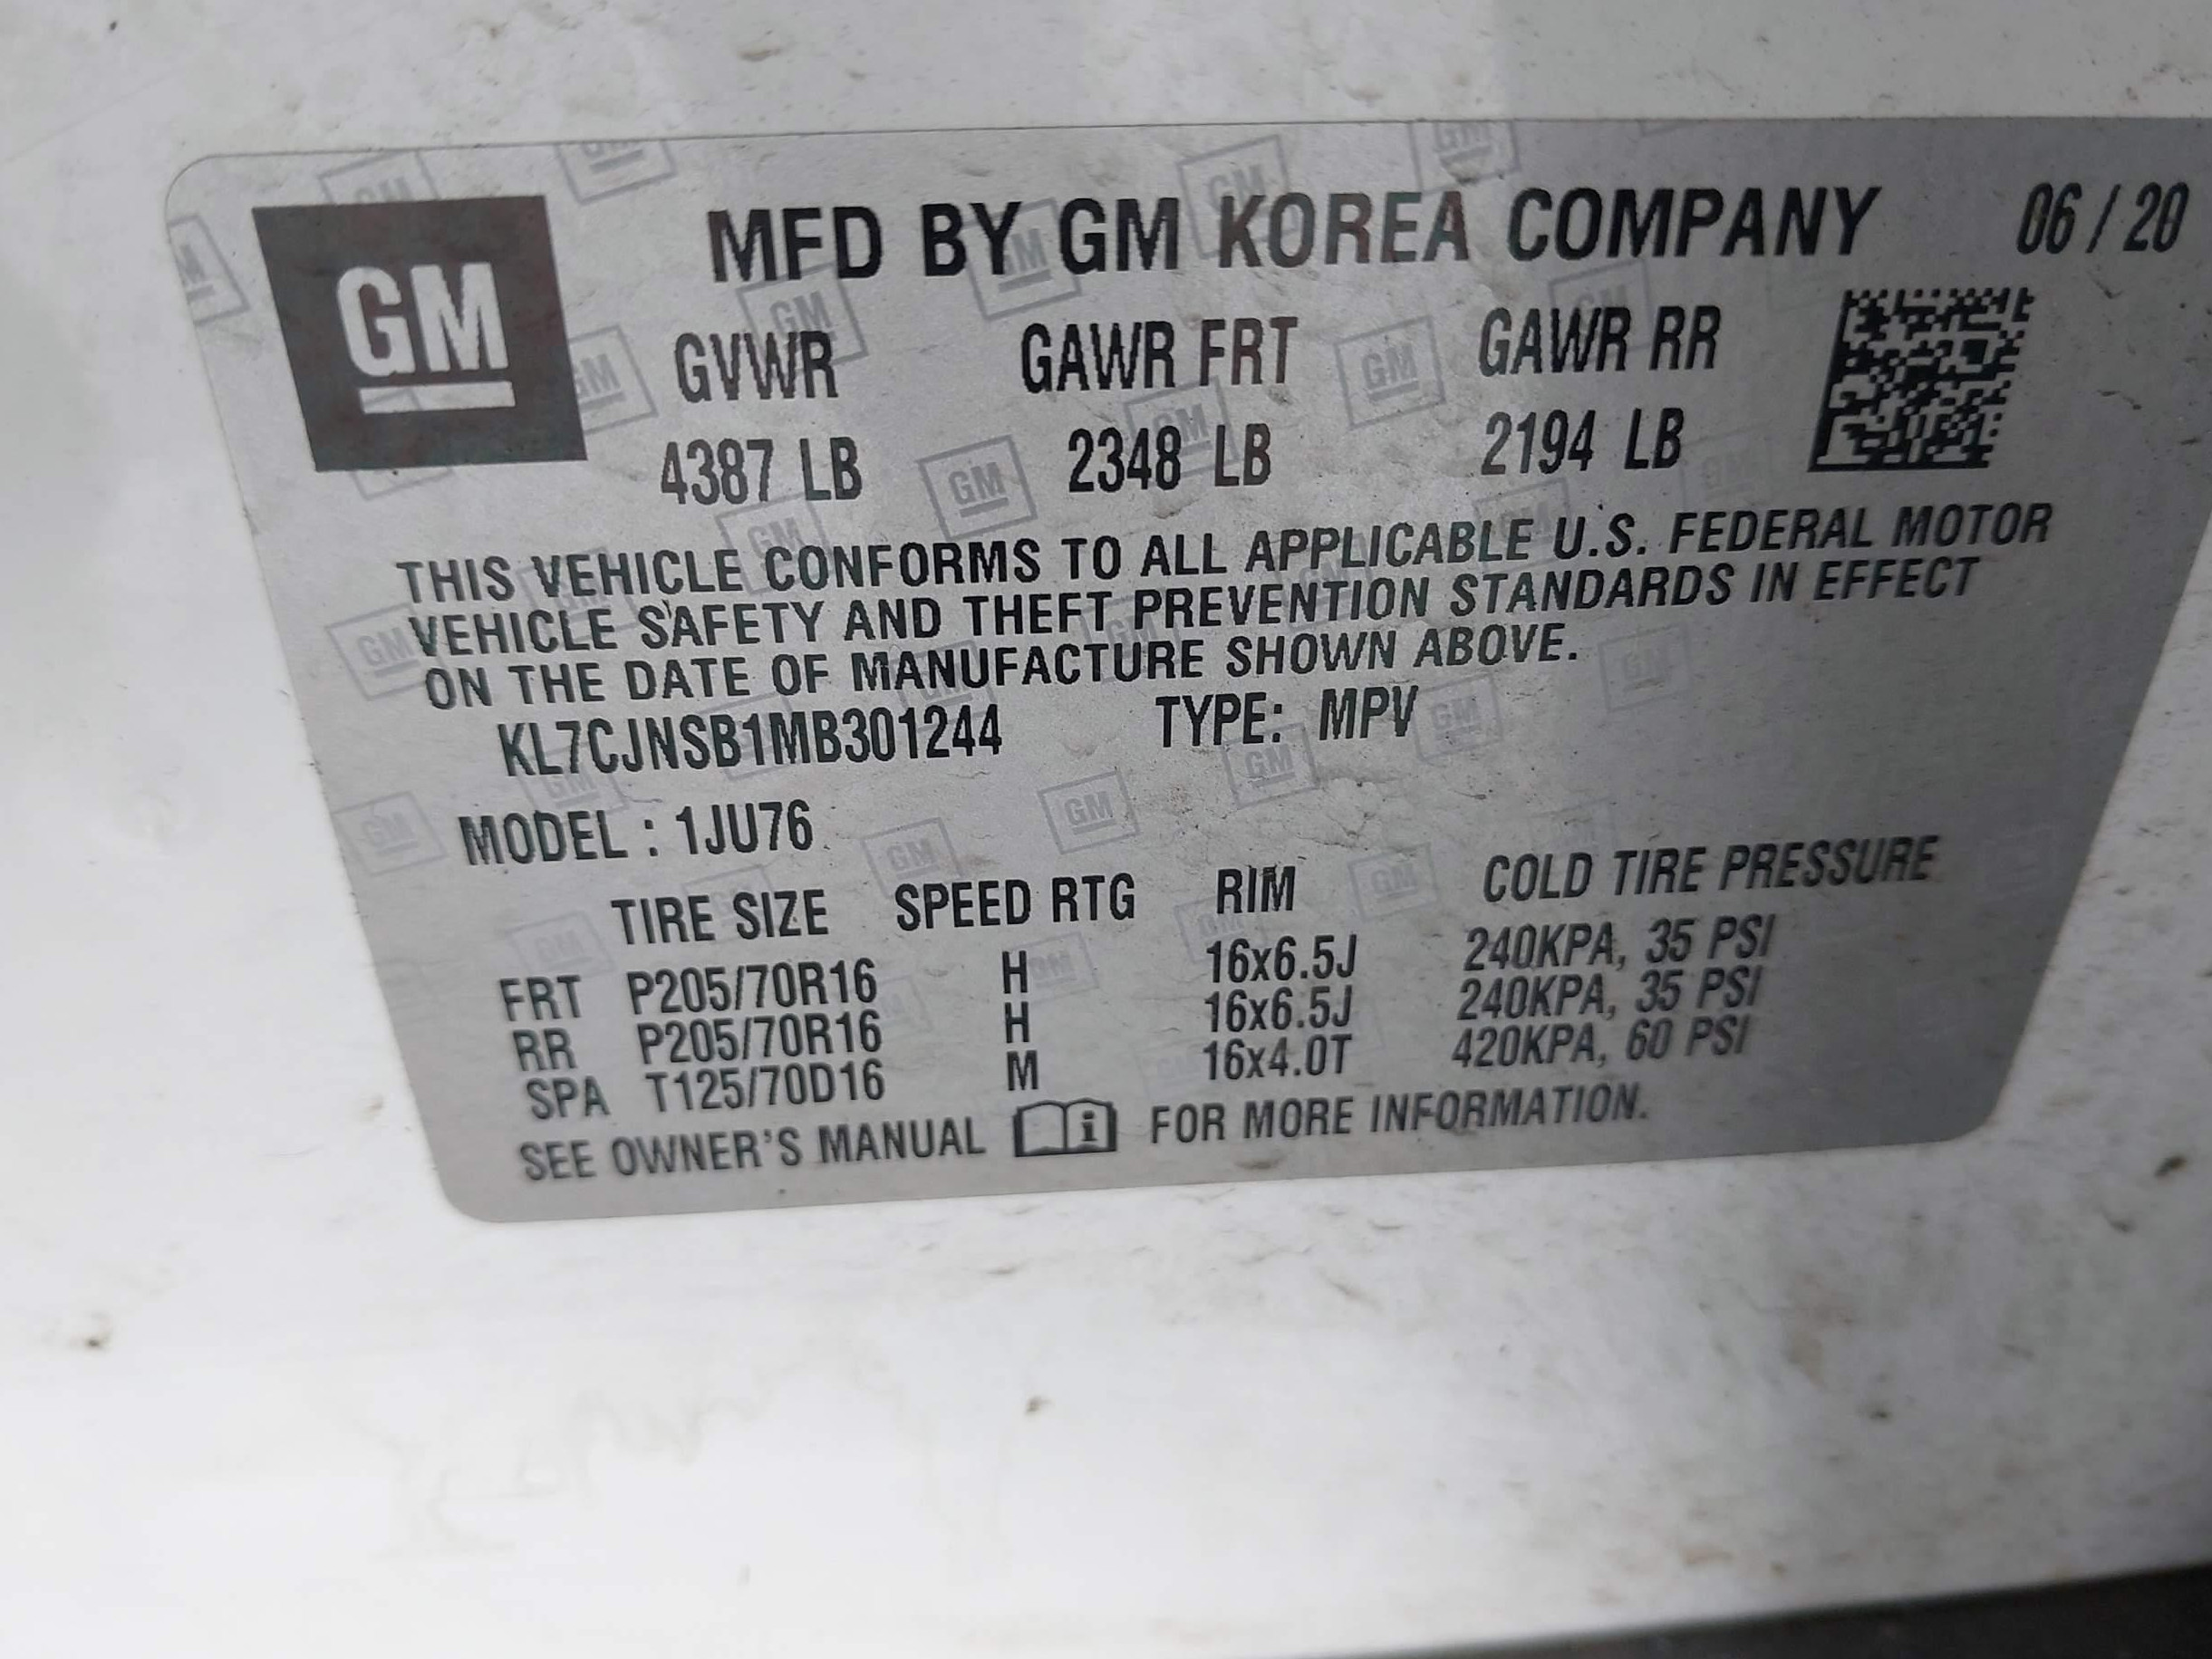 GM MFD BY GM KOREA COMPANY 06 / 20
GVWR GAWR FRT GAWR RR
4387 LB 2348 LB 2194 LB
THIS VEHICLE CONFORMS TO ALL APPLICABLE U.S. FEDERAL MOTOR
VEHICLE SAFETY AND THEFT PREVENTION STANDARDS IN EFFECT
ON THE DATE OF MANUFACTURE SHOWN ABOVE.
KL7CJNSB1MB301244 TYPE: MPV
MODEL : 1JU76
TIRE SIZE SPEED RTG RIM COLD TIRE PRESSURE
FRT P205/70R16 H 16x6.5J 240KPA, 35 PSI
RR P205/70R16 H 16x6.5J 240KPA, 35 PSI
SPA T125/70D16 M 16x4.0T 420KPA, 60 PSI
SEE OWNER'S MANUAL i FOR MORE INFORMATION.